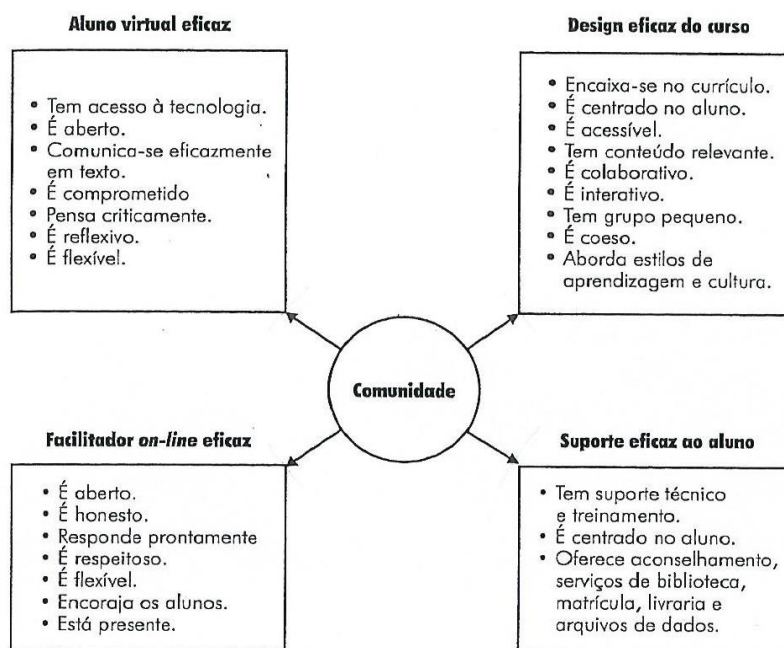 Aluno virtual eficaz
• Tem acesso à tecnologia.
• É aberto.
• Comunica-se eficazmente
em texto.
• É comprometido
• Pensa criticamente.
• É reflexivo.
• É flexível.
Design eficaz do curso
• Encaixa-se no currículo.
• É centrado no aluno.
• É acessível.
• Tem conteúdo relevante.
• É colaborativo.
• É interativo.
• Tem grupo pequeno.
• É coeso.
• Aborda estilos de
aprendizagem e cultura.
Comunidade
Facilitador on-line eficaz
• É aberto.
• É honesto.
• Responde prontamente
• É respeitoso.
• É flexível.
• Encoraja os alunos.
• Está presente.
Suporte eficaz ao aluno
• Tem suporte técnico
e treinamento.
• É centrado no aluno.
• Oferece aconselhamento,
serviços de biblioteca,
matrícula, livraria e
arquivos de dados.